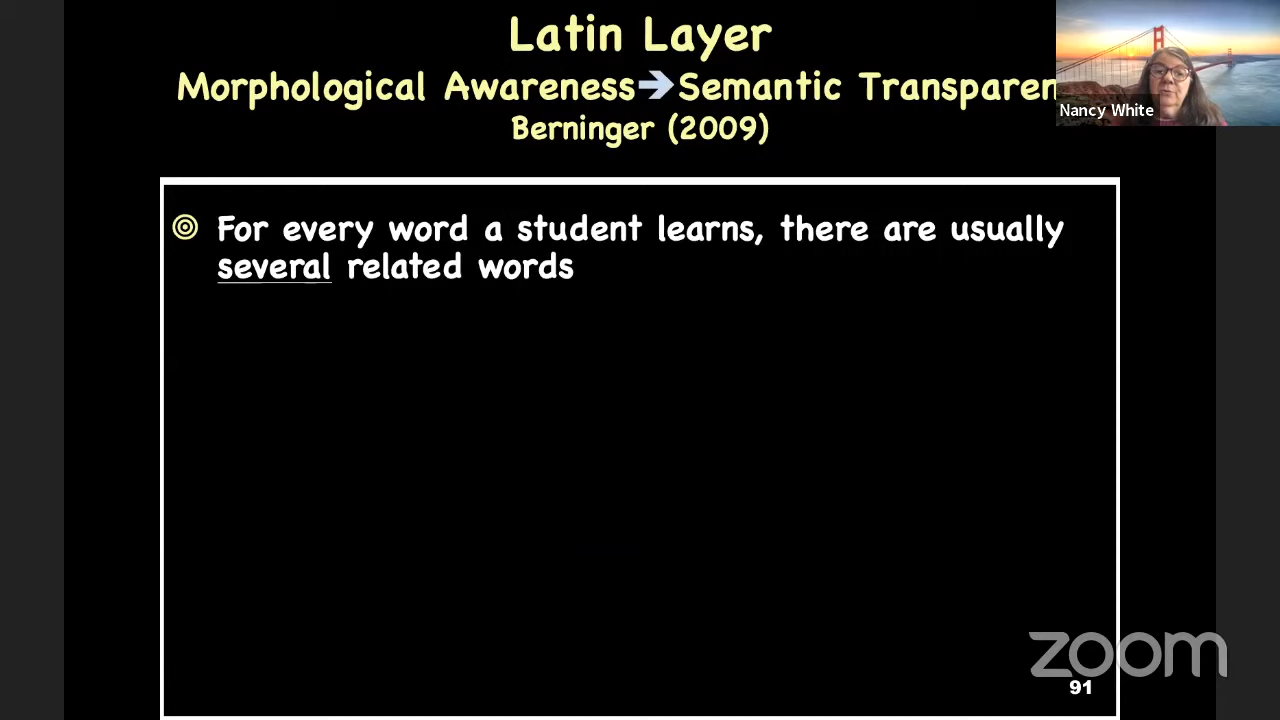 Latin Layer
Morphological Awareness➔Semantic Transparen
Nancy White
Berninger (2009)
For every word a student learns, there are usually
several related words
zoom
91